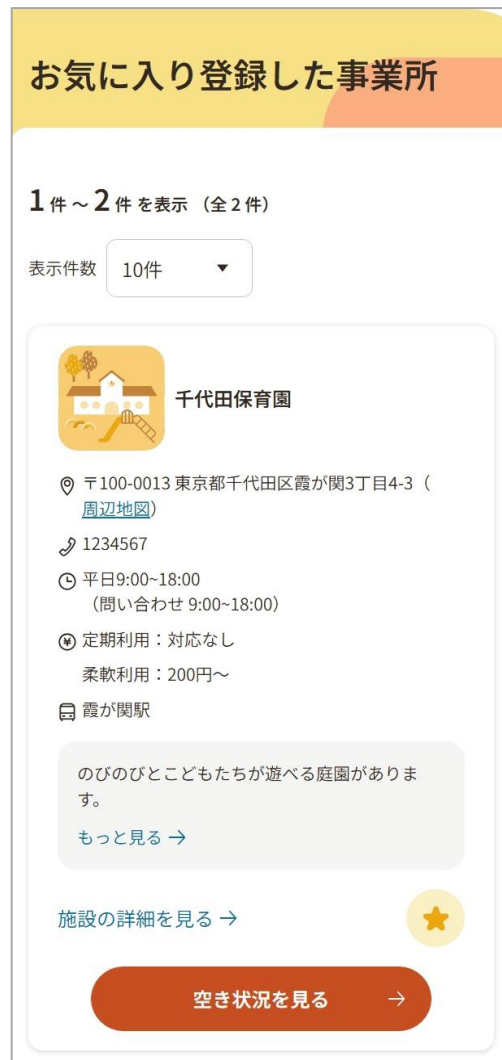 お気に入り登録した事業所
1 件 ~ 2 件 を表示 （全 2 件）
表示件数 10件
千代田保育園
〒100-0013 東京都千代田区霞が関3丁目4-3（
周辺地図）
1234567
平日9:00~18:00
（問い合わせ 9:00~18:00）
定期利用：対応なし
柔軟利用：200円〜
霞が関駅
のびのびとこどもたちが遊べる庭園がありま
す。
もっと見る →
施設の詳細を見る →
空き状況を見る →